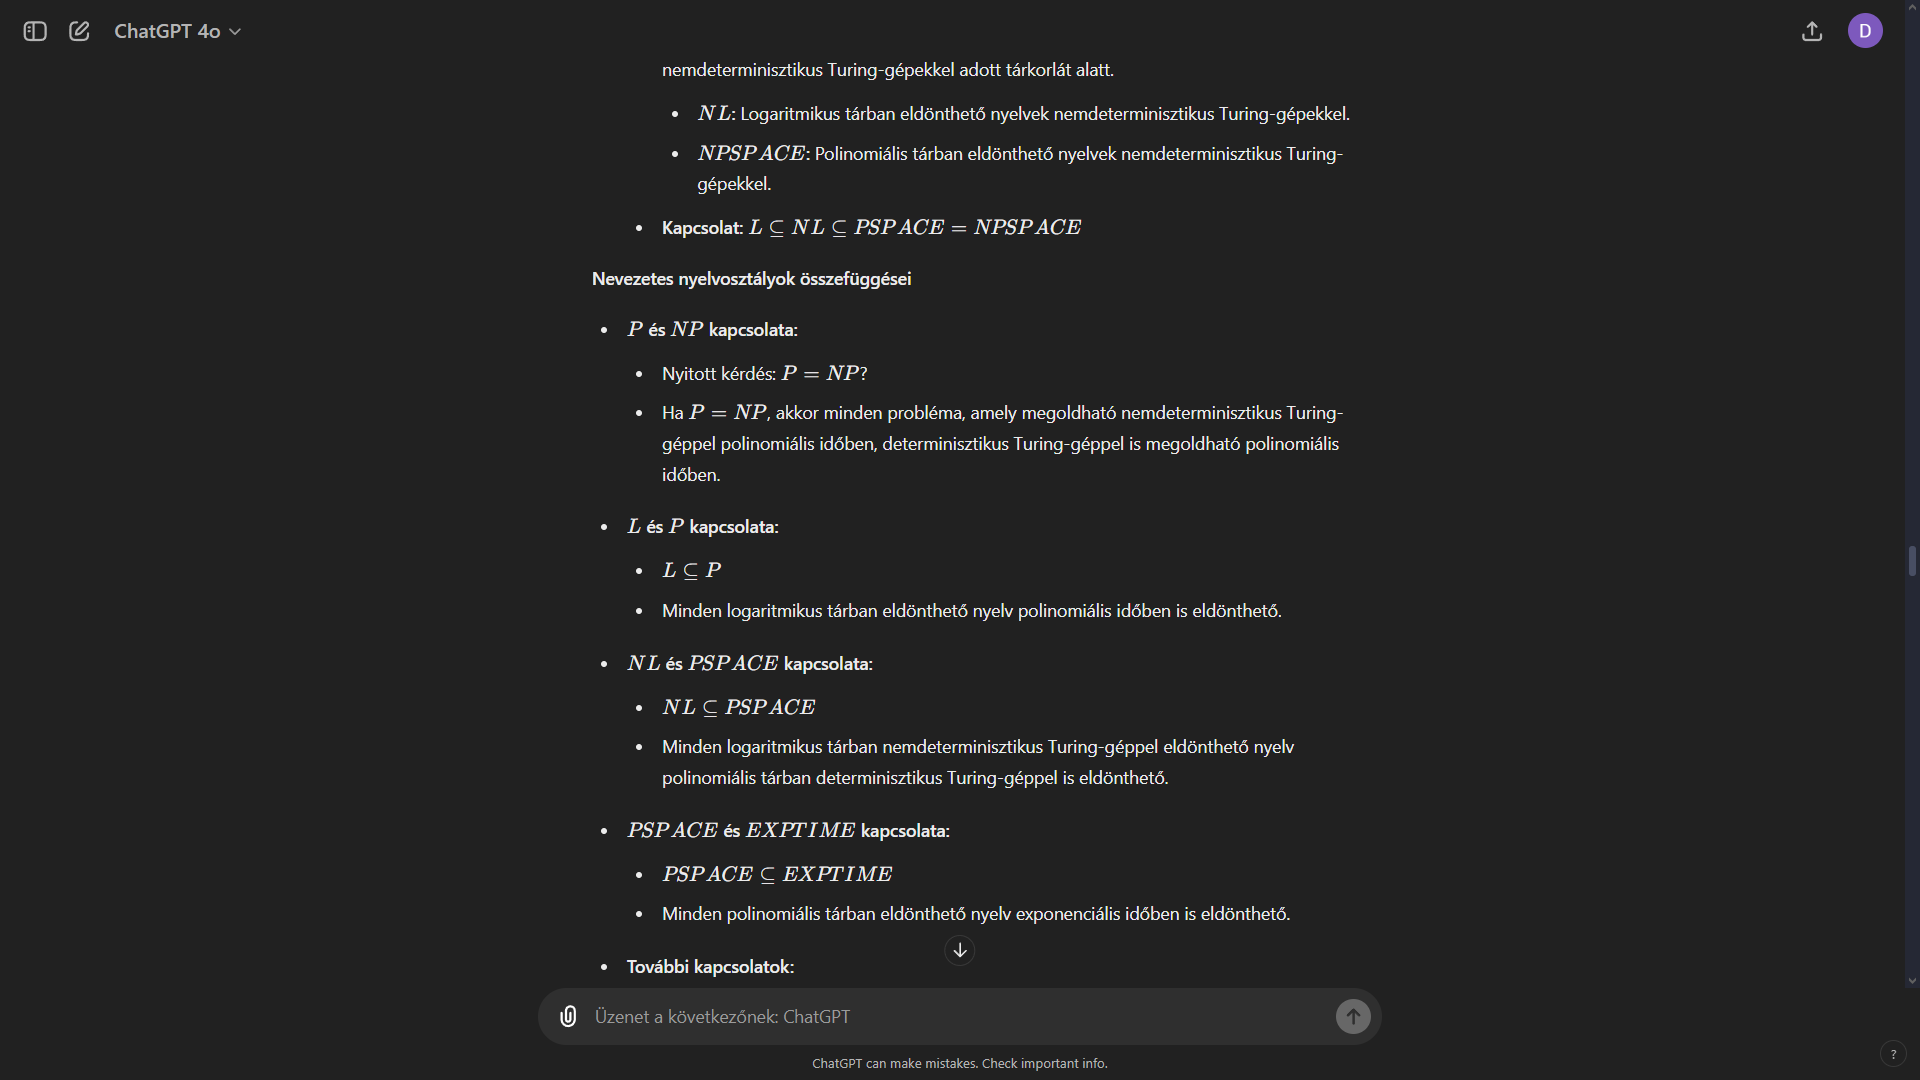 ChatGPT 4o
D
nemdeterminisztikus Turing-gépekkel adott tárkorlát alatt.
NL: Logaritmikus tárban eldönthető nyelvek nemdeterminisztikus Turing-gépekkel.
NPSPACE: Polinomiális tárban eldönthető nyelvek nemdeterminisztikus Turing-
gépekkel.
Kapcsolat: L ⊆ NL ⊆ PSPACE = NPSPACE
Nevezetes nyelvosztályok összefüggései
P és NP kapcsolata:
Nyitott kérdés: P = NP?
Ha P = NP, akkor minden probléma, amely megoldható nemdeterminisztikus Turing-
géppel polinomiális időben, determinisztikus Turing-géppel is megoldható polinomiális
időben.
L és P kapcsolata:
L ⊆ P
Minden logaritmikus tárban eldönthető nyelv polinomiális időben is eldönthető.
NL és PSPACE kapcsolata:
NL ⊆ PSPACE
Minden logaritmikus tárban nemdeterminisztikus Turing-géppel eldönthető nyelv
polinomiális tárban determinisztikus Turing-géppel is eldönthető.
PSPACE és EXPTIME kapcsolata:
PSPACE ⊆ EXPTIME
Minden polinomiális tárban eldönthető nyelv exponenciális időben is eldönthető.
További kapcsolatok:
Üzenet a következőnek: ChatGPT
ChatGPT can make mistakes. Check important info.
?